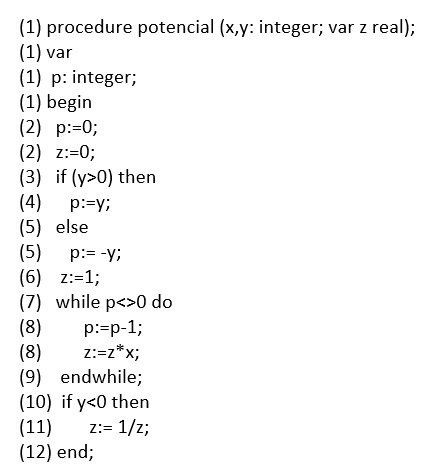 (1) procedure potencial (x,y: integer; var z real);
(1) var
(1) p: integer;
(1) begin
(2) p:=0;
(2) z:=0;
(3) if (y>0) then
(4) p:=y;
(5) else
(5) p:= -y;
(6) z:=1;
(7) while p<>0 do
(8) p:=p-1;
(8) z:=z*x;
(9) endwhile;
(10) if y<0 then
(11) z:= 1/z;
(12) end;